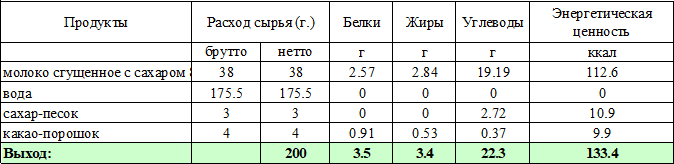 Продукты Расход сырья (г.) Белки Жиры Углеводы Энергетическая ценность
брутто нетто г г г ккал
молоко сгущенное с сахаром 38 38 2.57 2.84 19.19 112.6
вода 175.5 175.5 0 0 0 0
сахар-песок 3 3 0 0 2.72 10.9
какао-порошок 4 4 0.91 0.53 0.37 9.9
Выход: 200 3.5 3.4 22.3 133.4